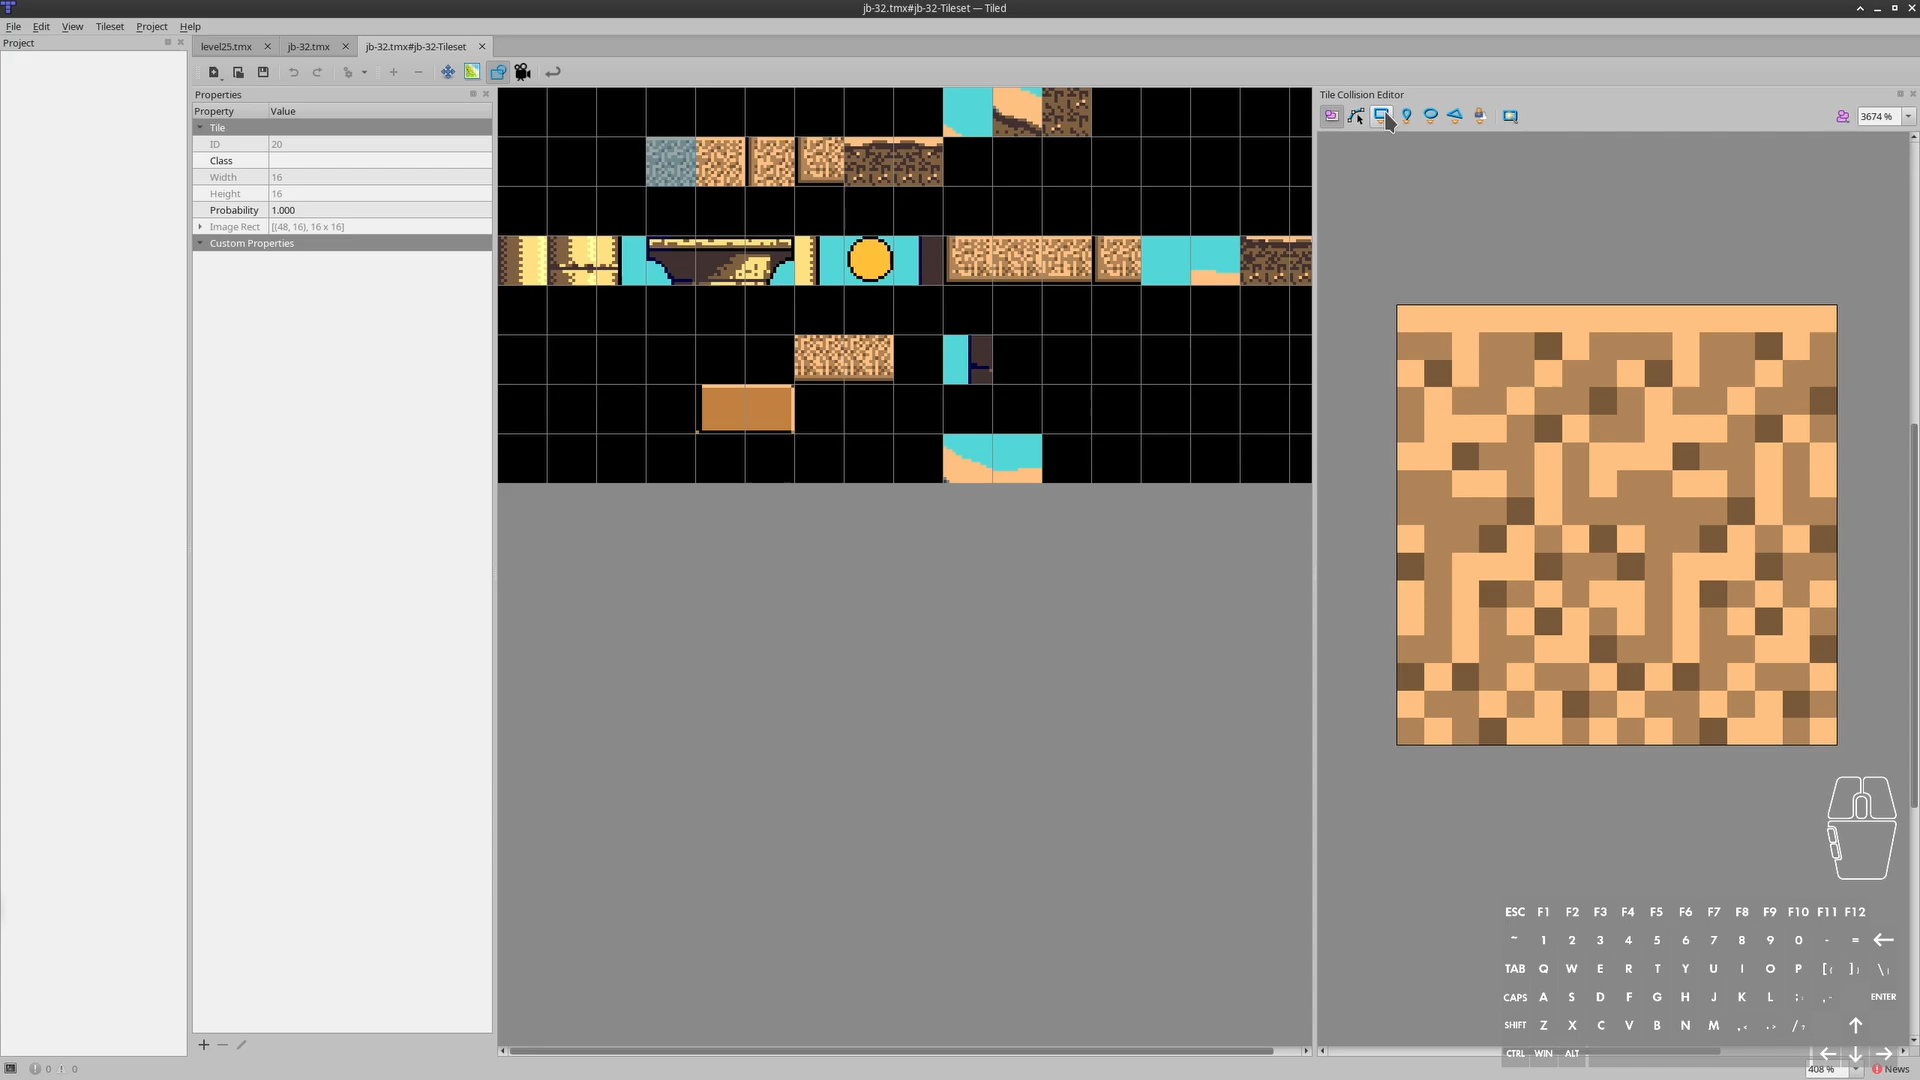 jb-32.tmx#jb-32-Tileset — Tiled
File Edit View Tileset Project Help
Project
level25.tmx
jb-32.tmx
jb-32.tmx#jb-32-Tileset
Properties
Property Value
Tile
ID 20
Class
Width 16
Height 16
Probability 1.000
Image Rect [(48, 16), 16 x 16]
Custom Properties
Tile Collision Editor
3674 %
ESC F1 F2 F3 F4 F5 F6 F7 F8 F9 F10 F11 F12
~ 1 2 3 4 5 6 7 8 9 0 - =
TAB Q W E R T Y U I O P [ ] \
CAPS A S D F G H J K L ; ENTER
SHIFT Z X C V B N M , . /
CTRL WIN ALT
0 0
408 %
News